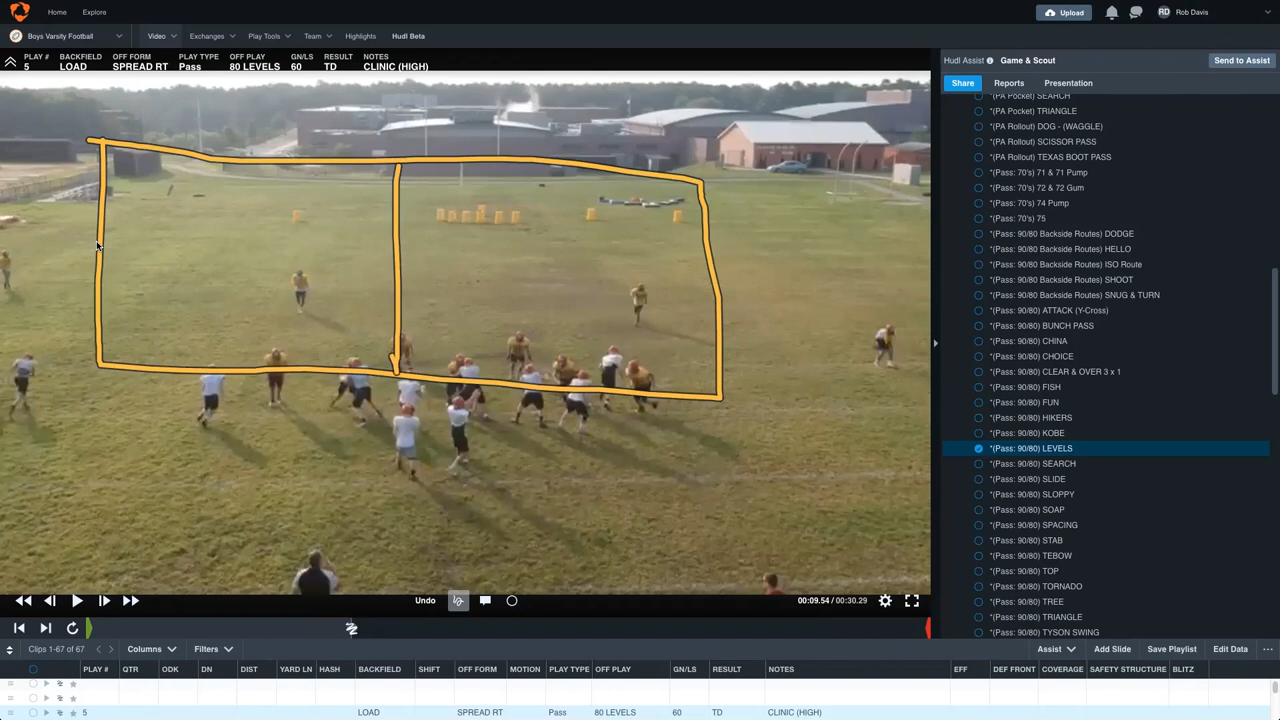 Home Explore Upload RD Rob Davis
Boys Varsity Football Video Exchanges Play Tools Team Highlights Hudl Beta
PLAY # BACKFIELD OFF FORM PLAY TYPE OFF PLAY GN/LS RESULT NOTES
5 LOAD SPREAD RT Pass 80 LEVELS 60 TD CLINIC (HIGH)
Hudl Assist Game & Scout Send to Assist
Share Reports Presentation
*(PA Pocket) SEARCH
*(PA Pocket) TRIANGLE
*(PA Rollout) DOG - (WAGGLE)
*(PA Rollout) SCISSOR PASS
*(PA Rollout) TEXAS BOOT PASS
*(Pass: 70's) 71 & 71 Pump
*(Pass: 70's) 72 & 72 Gum
*(Pass: 70's) 74 Pump
*(Pass: 70's) 75
*(Pass: 90/80 Backside Routes) DODGE
*(Pass: 90/80 Backside Routes) HELLO
*(Pass: 90/80 Backside Routes) ISO Route
*(Pass: 90/80 Backside Routes) SHOOT
*(Pass: 90/80 Backside Routes) SNUG & TURN
*(Pass: 90/80) ATTACK (Y-Cross)
*(Pass: 90/80) BUNCH PASS
*(Pass: 90/80) CHINA
*(Pass: 90/80) CHOICE
*(Pass: 90/80) CLEAR & OVER 3 x 1
*(Pass: 90/80) FISH
*(Pass: 90/80) FUN
*(Pass: 90/80) HIKERS
*(Pass: 90/80) KOBE
*(Pass: 90/80) LEVELS
*(Pass: 90/80) SEARCH
*(Pass: 90/80) SLIDE
*(Pass: 90/80) SLOPPY
*(Pass: 90/80) SOAP
*(Pass: 90/80) SPACING
*(Pass: 90/80) STAB
*(Pass: 90/80) TEBOW
*(Pass: 90/80) TOP
*(Pass: 90/80) TORNADO
*(Pass: 90/80) TREE
*(Pass: 90/80) TRIANGLE
*(Pass: 90/80) TYSON SWING
Undo 00:09.54 / 00:30.29
Clips 1-67 of 67 Columns Filters Assist Add Slide Save Playlist Edit Data
PLAY # QTR ODK DN DIST YARD LN HASH BACKFIELD SHIFT OFF FORM MOTION PLAY TYPE OFF PLAY GN/LS RESULT NOTES EFF DEF FRONT COVERAGE SAFETY STRUCTURE BLITZ
5 LOAD SPREAD RT Pass 80 LEVELS 60 TD CLINIC (HIGH)